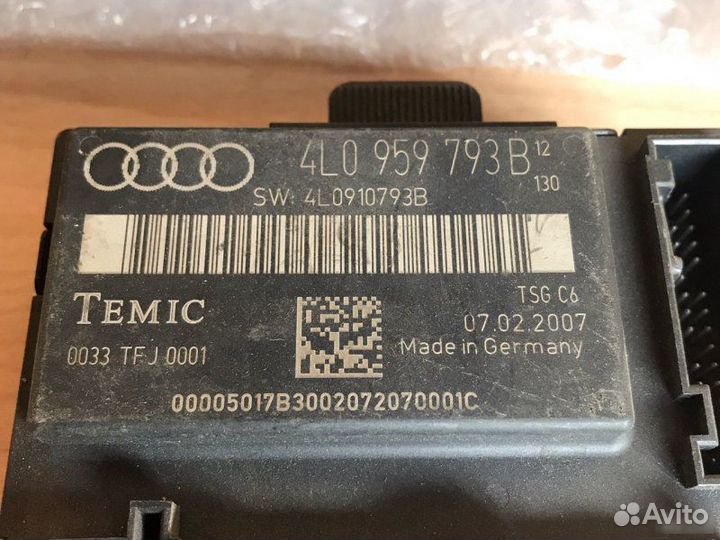 4L0 959 793 B 12
130
SW: 4L0910793B
TEMIC
TSG C6
07.02.2007
0033 TFJ 0001
Made in Germany
00005017B3002072070001C
Avito